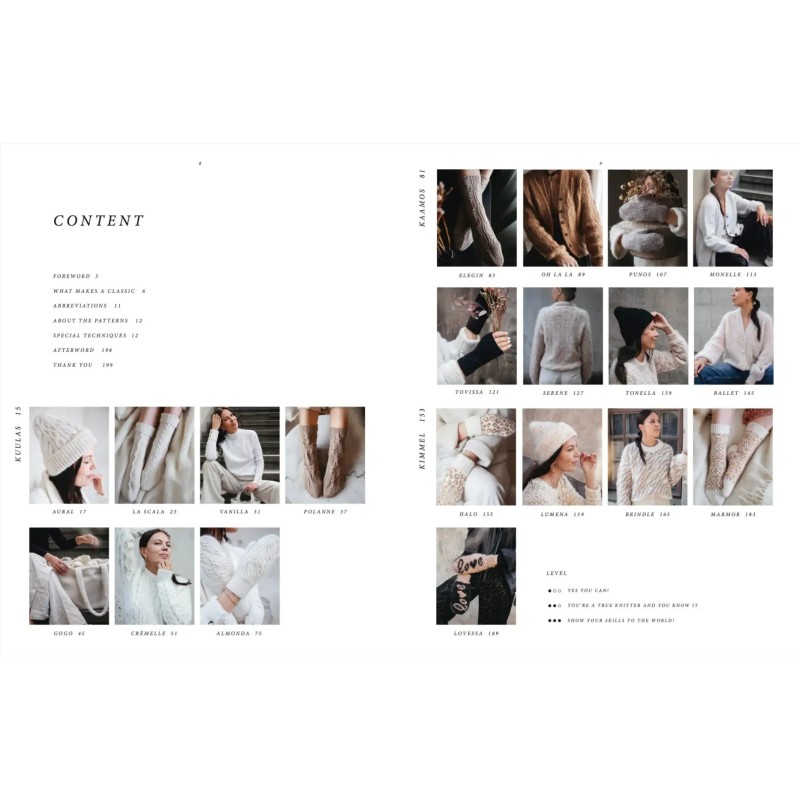 8
CONTENT
FOREWORD 5
WHAT MAKES A CLASSIC 6
ABBREVIATIONS 11
ABOUT THE PATTERNS 12
SPECIAL TECHNIQUES 12
AFTERWORD 198
THANK YOU 199
KUULAS 15
AURAL 17
LA SCALA 25
VANILLA 31
POLANNE 37
GOGO 45
CRÈMELLE 51
ALMONDA 75
9
KAAMOS 81
ELEGIN 83
OH LA LA 89
PUNOS 107
MONELLE 113
TOVISSA 121
SERENE 127
TONELLA 139
BALLET 145
KIMMEL 153
HALO 155
LUMENA 159
BRINDLE 165
MARMOR 183
LOVESSA 189
love
love
LEVEL
YES YOU CAN!
YOU'RE A TRUE KNITTER AND YOU KNOW IT
SHOW YOUR SKILLS TO THE WORLD!